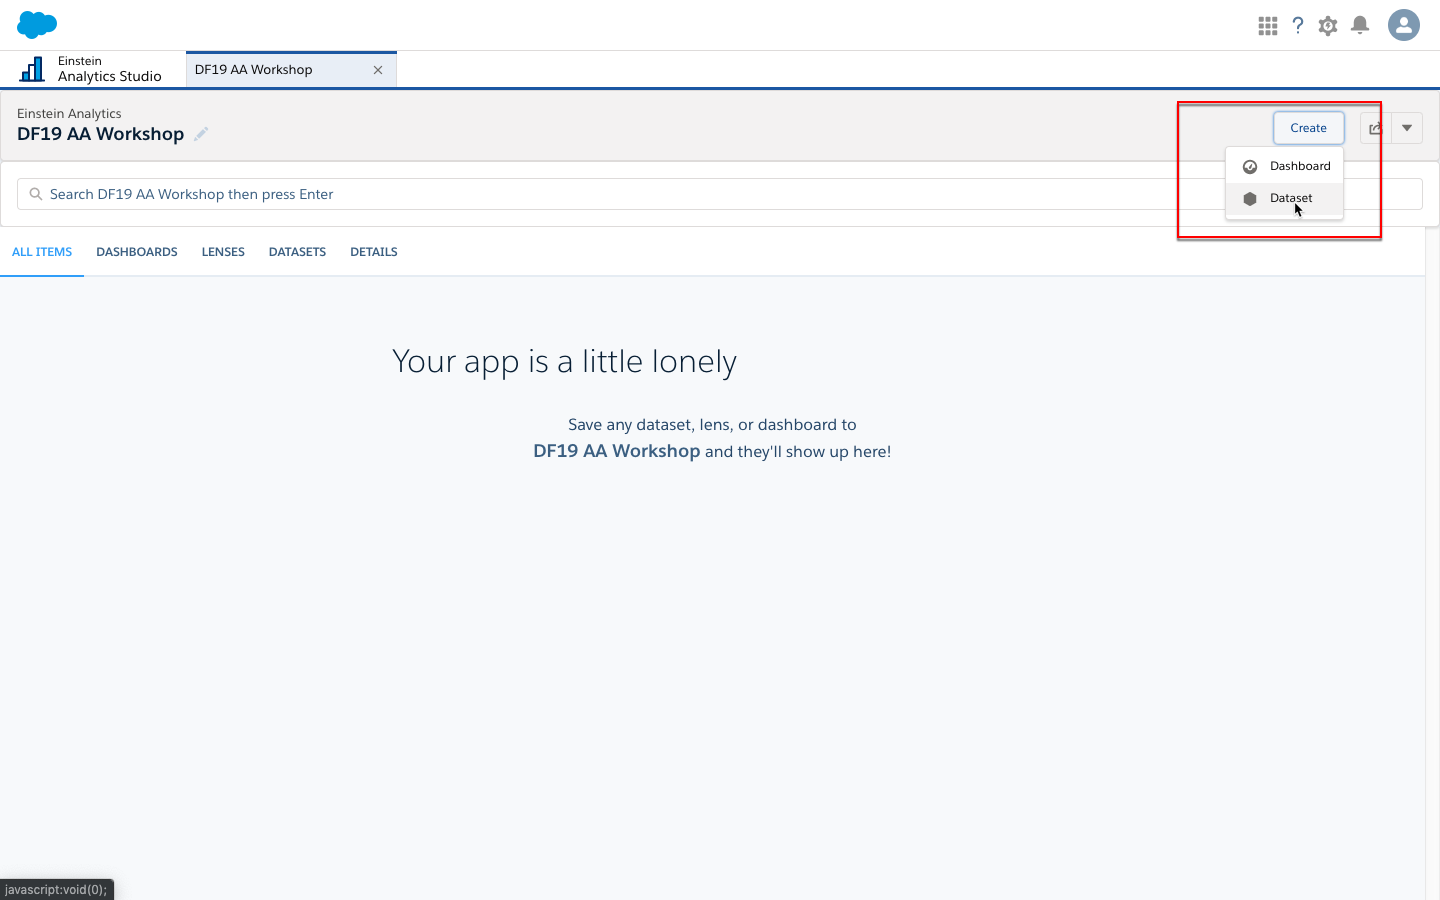 ?
Einstein
Analytics Studio
DF19 AA Workshop
Einstein Analytics
DF19 AA Workshop
Create
Dashboard
Dataset
Search DF19 AA Workshop then press Enter
ALL ITEMS DASHBOARDS LENSES DATASETS DETAILS
Your app is a little lonely
Save any dataset, lens, or dashboard to
DF19 AA Workshop and they'll show up here!
javascript:void(0);